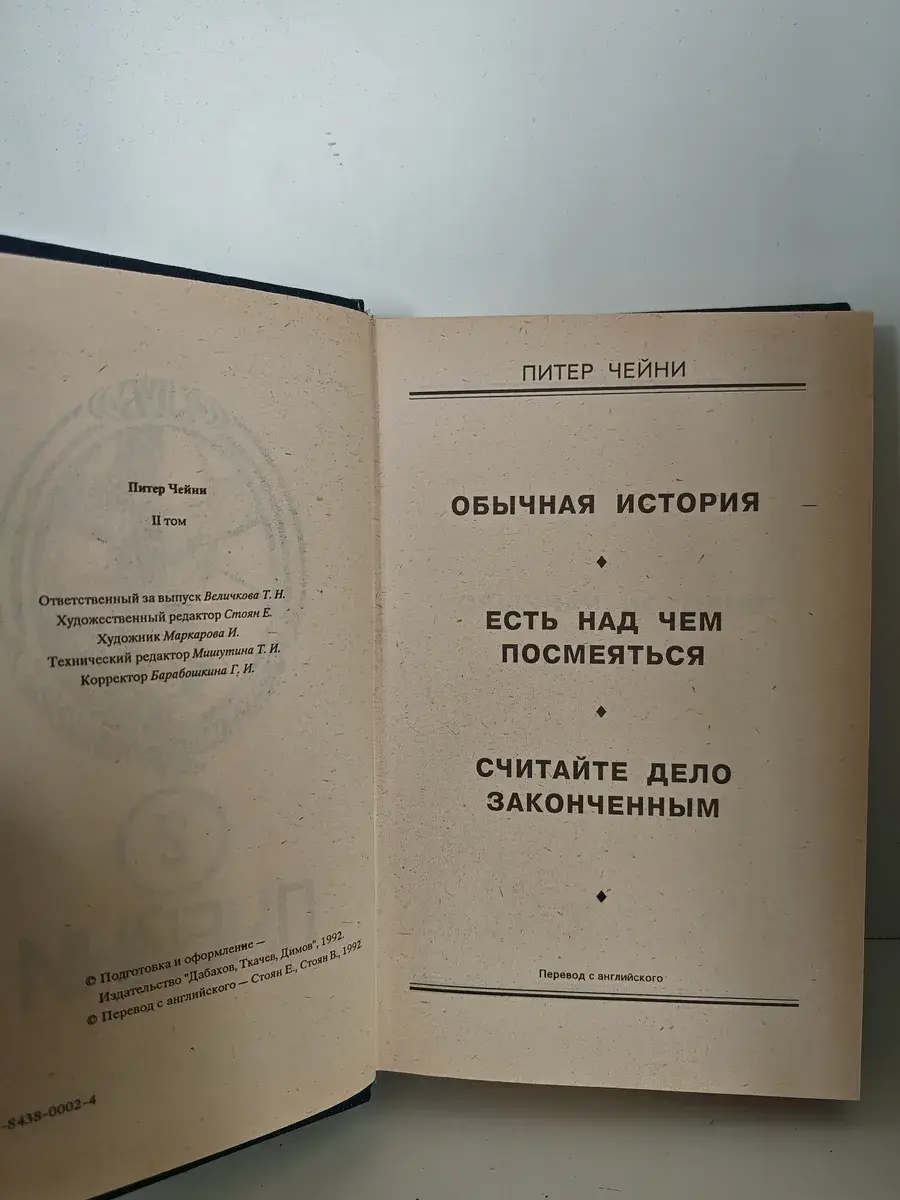 Питер Чейни
II том
Ответственный за выпуск Величкова Т. Н.
Художественный редактор Стоян Е.
Художник Маркарова И.
Технический редактор Мишутина Т. И.
Корректор Барабошкина Г. И.
© Подготовка и оформление —
Издательство "Дабахов, Ткачев, Димов", 1992.
© Перевод с английского — Стоян Е., Стоян В., 1992
-8438-0002-4
ПИТЕР ЧЕЙНИ
ОБЫЧНАЯ ИСТОРИЯ
ЕСТЬ НАД ЧЕМ
ПОСМЕЯТЬСЯ
СЧИТАЙТЕ ДЕЛО
ЗАКОНЧЕННЫМ
Перевод с английского